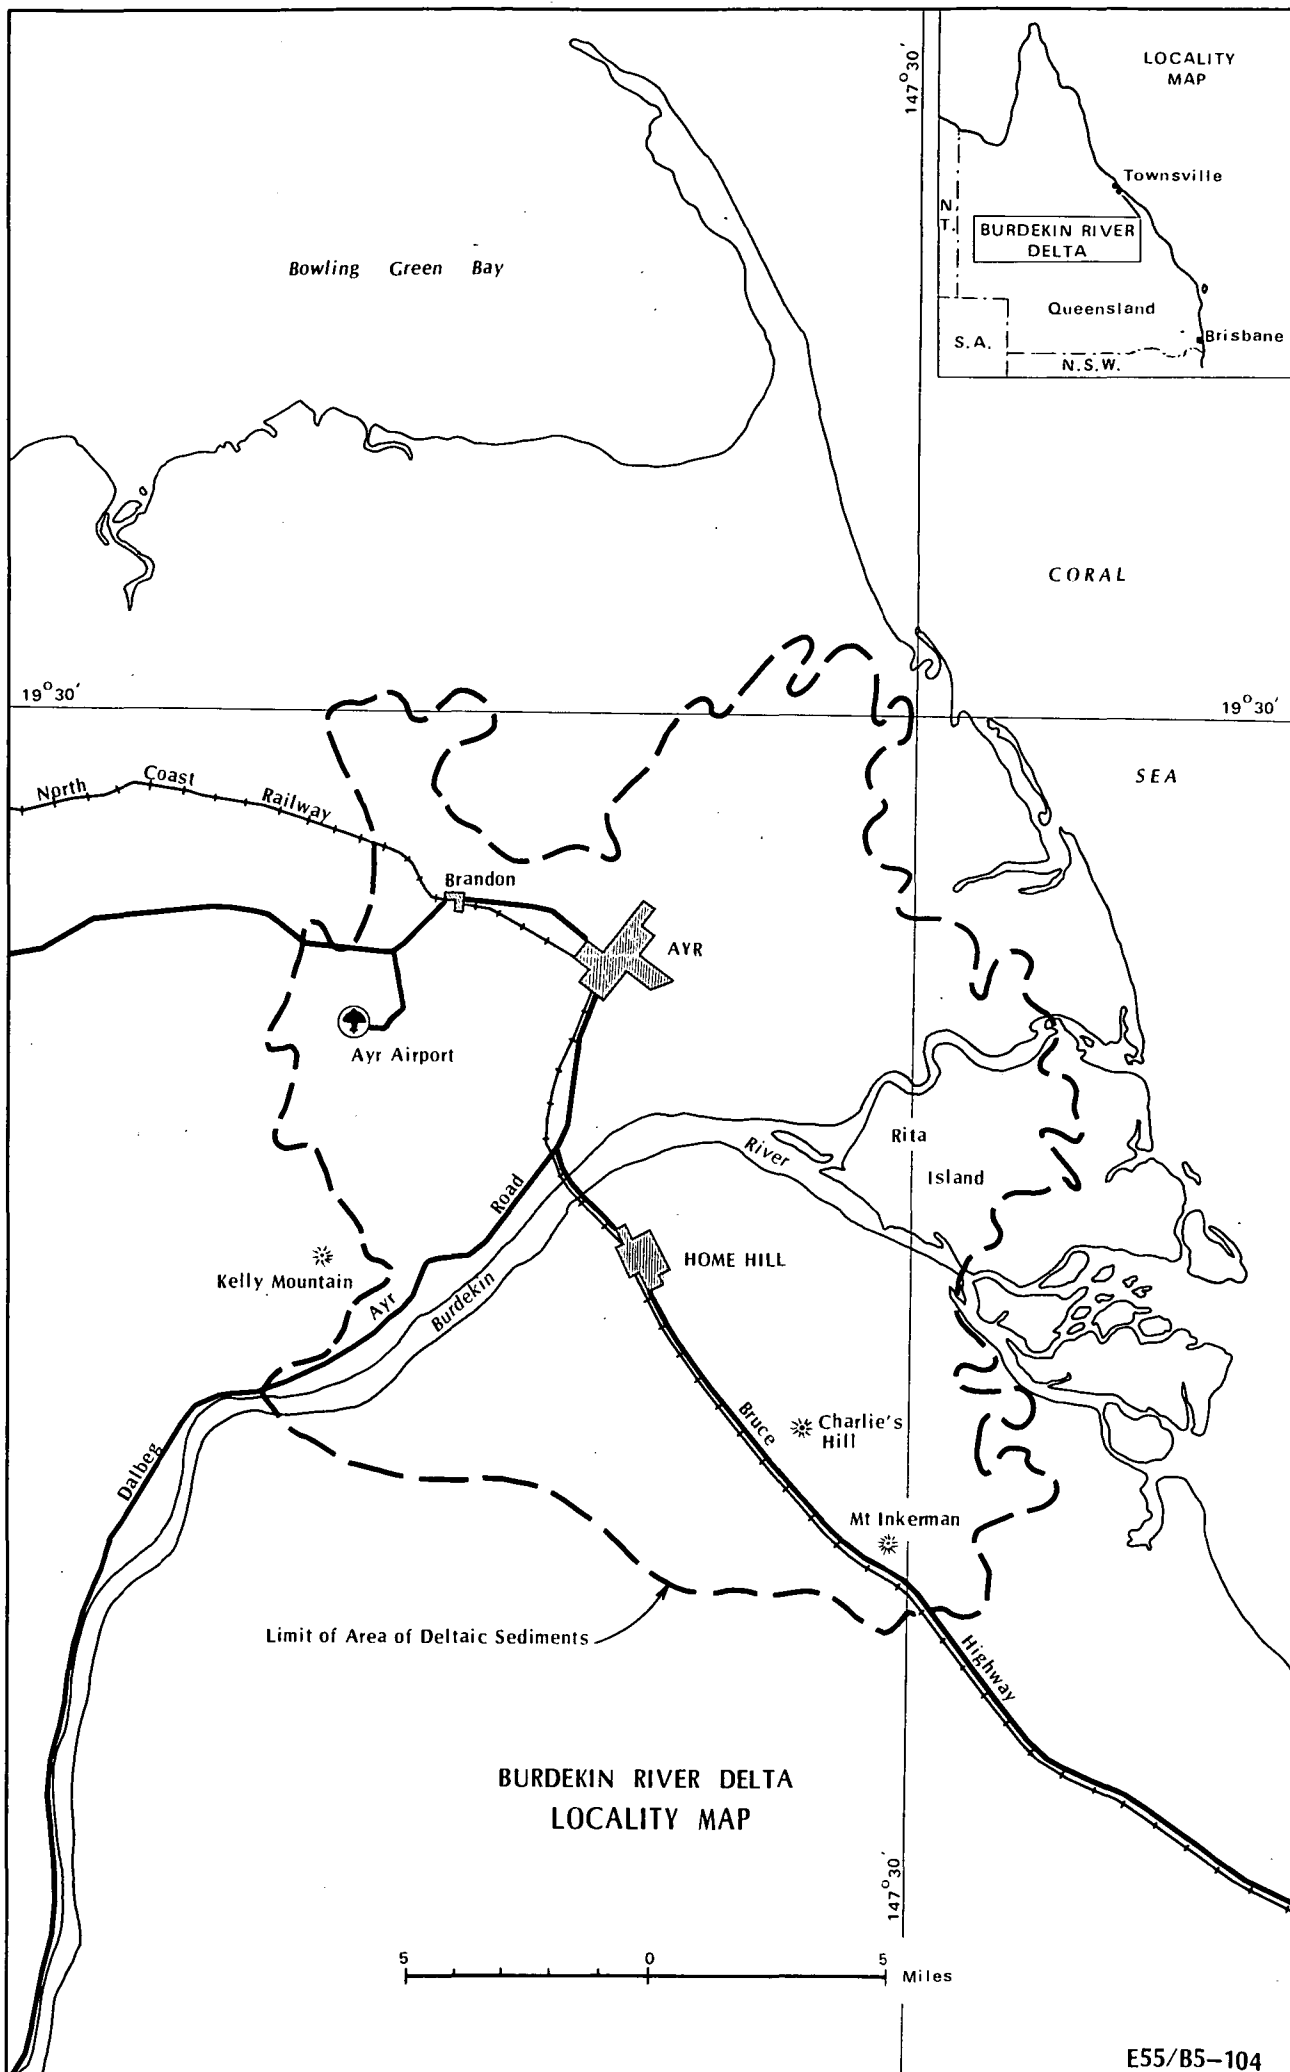 147°30'
LOCALITY
MAP
Townsville
N.
T.
BURDEKIN RIVER
DELTA
Queensland
Brisbane
S.A.
N.S.W.
Bowling Green Bay
CORAL
19°30'
19°30'
SEA
North Coast Railway
Brandon
AYR
Ayr Airport
Rita
Island
River
Road
Kelly Mountain
HOME HILL
Ayr
Burdekin
Bruce
Charlie's
Hill
Dalbeg
Mt Inkerman
Limit of Area of Deltaic Sediments
Highway
BURDEKIN RIVER DELTA
LOCALITY MAP
147°30'
5 0 5 Miles
E55/B5-104